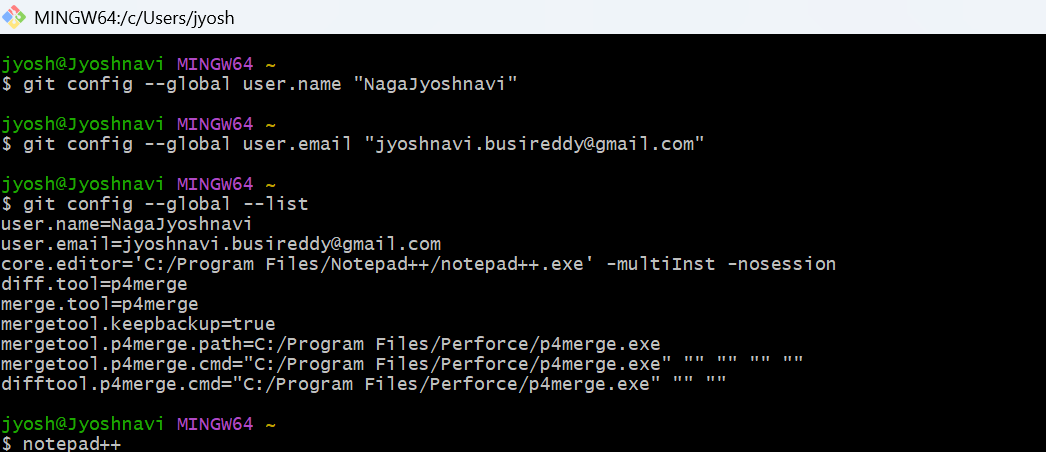 MINGW64:/c/Users/jyosh
jyosh@Jyoshnavi MINGW64 ~
$ git config --global user.name "NagaJyoshnavi"
jyosh@Jyoshnavi MINGW64 ~
$ git config --global user.email "jyoshnavi.busireddy@gmail.com"
jyosh@Jyoshnavi MINGW64 ~
$ git config --global --list
user.name=NagaJyoshnavi
user.email=jyoshnavi.busireddy@gmail.com
core.editor='C:/Program Files/Notepad++/notepad++.exe' -multiInst -nosession
diff.tool=p4merge
merge.tool=p4merge
mergetool.keepbackup=true
mergetool.p4merge.path=C:/Program Files/Perforce/p4merge.exe
mergetool.p4merge.cmd="C:/Program Files/Perforce/p4merge.exe" "" "" "" ""
difftool.p4merge.cmd="C:/Program Files/Perforce/p4merge.exe" "" ""
jyosh@Jyoshnavi MINGW64 ~
$ notepad++